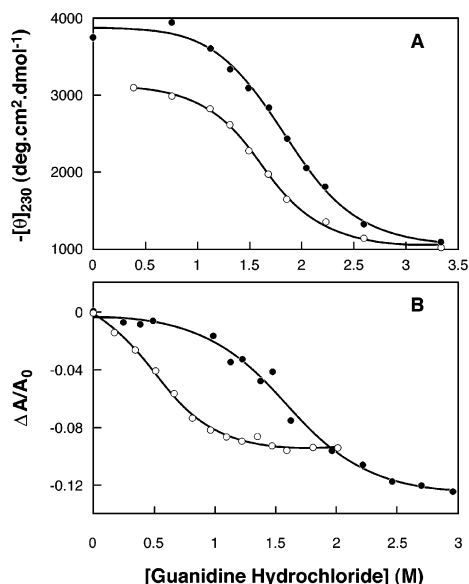 A
-[θ]230 (deg.cm2.dmol-1)
4000
3000
2000
1000
0 0.5 1 1.5 2 2.5 3 3.5
B
Δ A/A0
0
-0.04
-0.08
-0.12
0 0.5 1 1.5 2 2.5 3
[Guanidine Hydrochloride] (M)